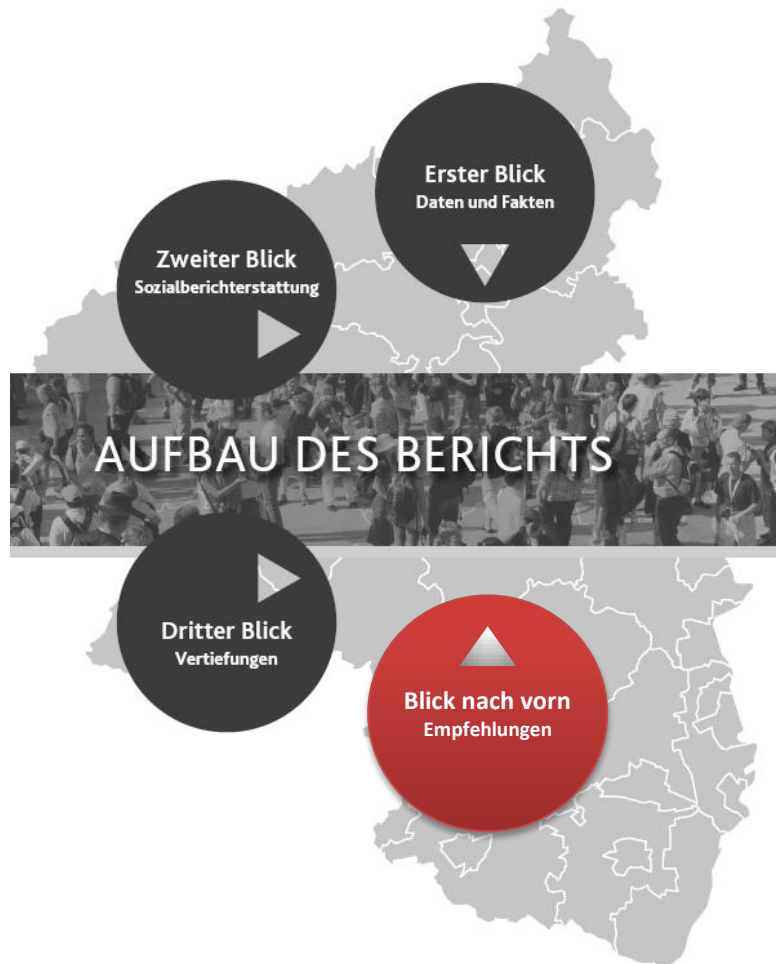 Erster Blick
Daten und Fakten
Zweiter Blick
Sozialberichterstattung
AUFBAU DES BERICHTS
Dritter Blick
Vertiefungen
Blick nach vorn
Empfehlungen